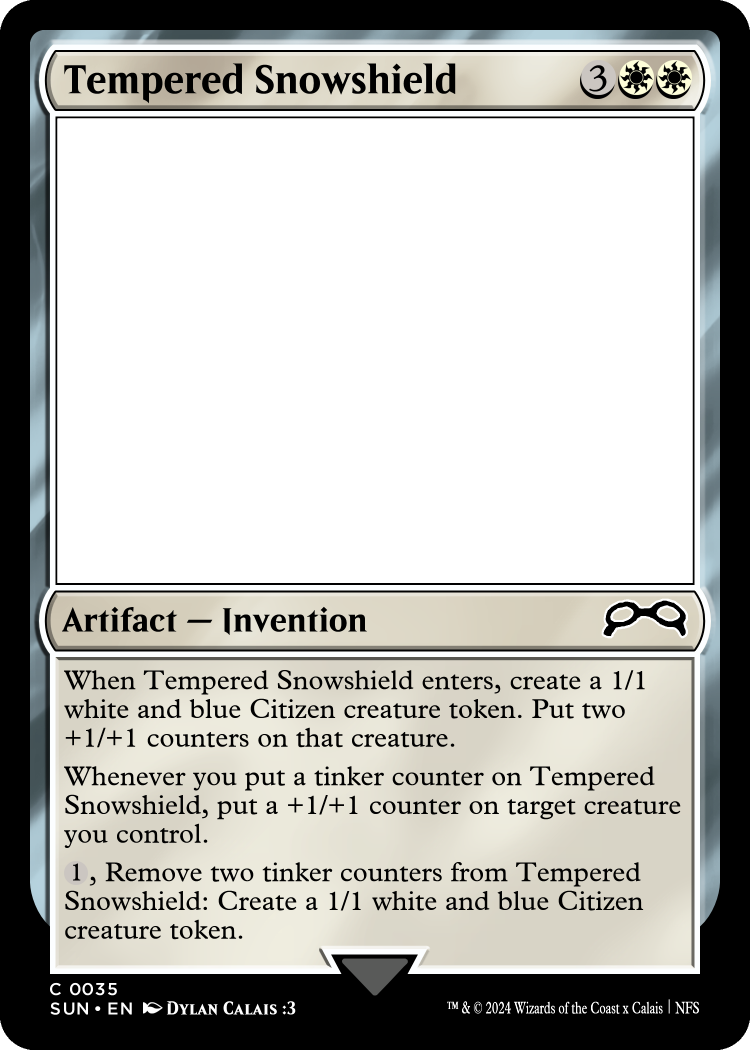 Tempered Snowshield 3
Artifact — Invention
When Tempered Snowshield enters, create a 1/1
white and blue Citizen creature token. Put two
+1/+1 counters on that creature.
Whenever you put a tinker counter on Tempered
Snowshield, put a +1/+1 counter on target creature
you control.
1, Remove two tinker counters from Tempered
Snowshield: Create a 1/1 white and blue Citizen
creature token.
C 0035
SUN • EN Dylan Calais :3
™ & © 2024 Wizards of the Coast x Calais | NFS